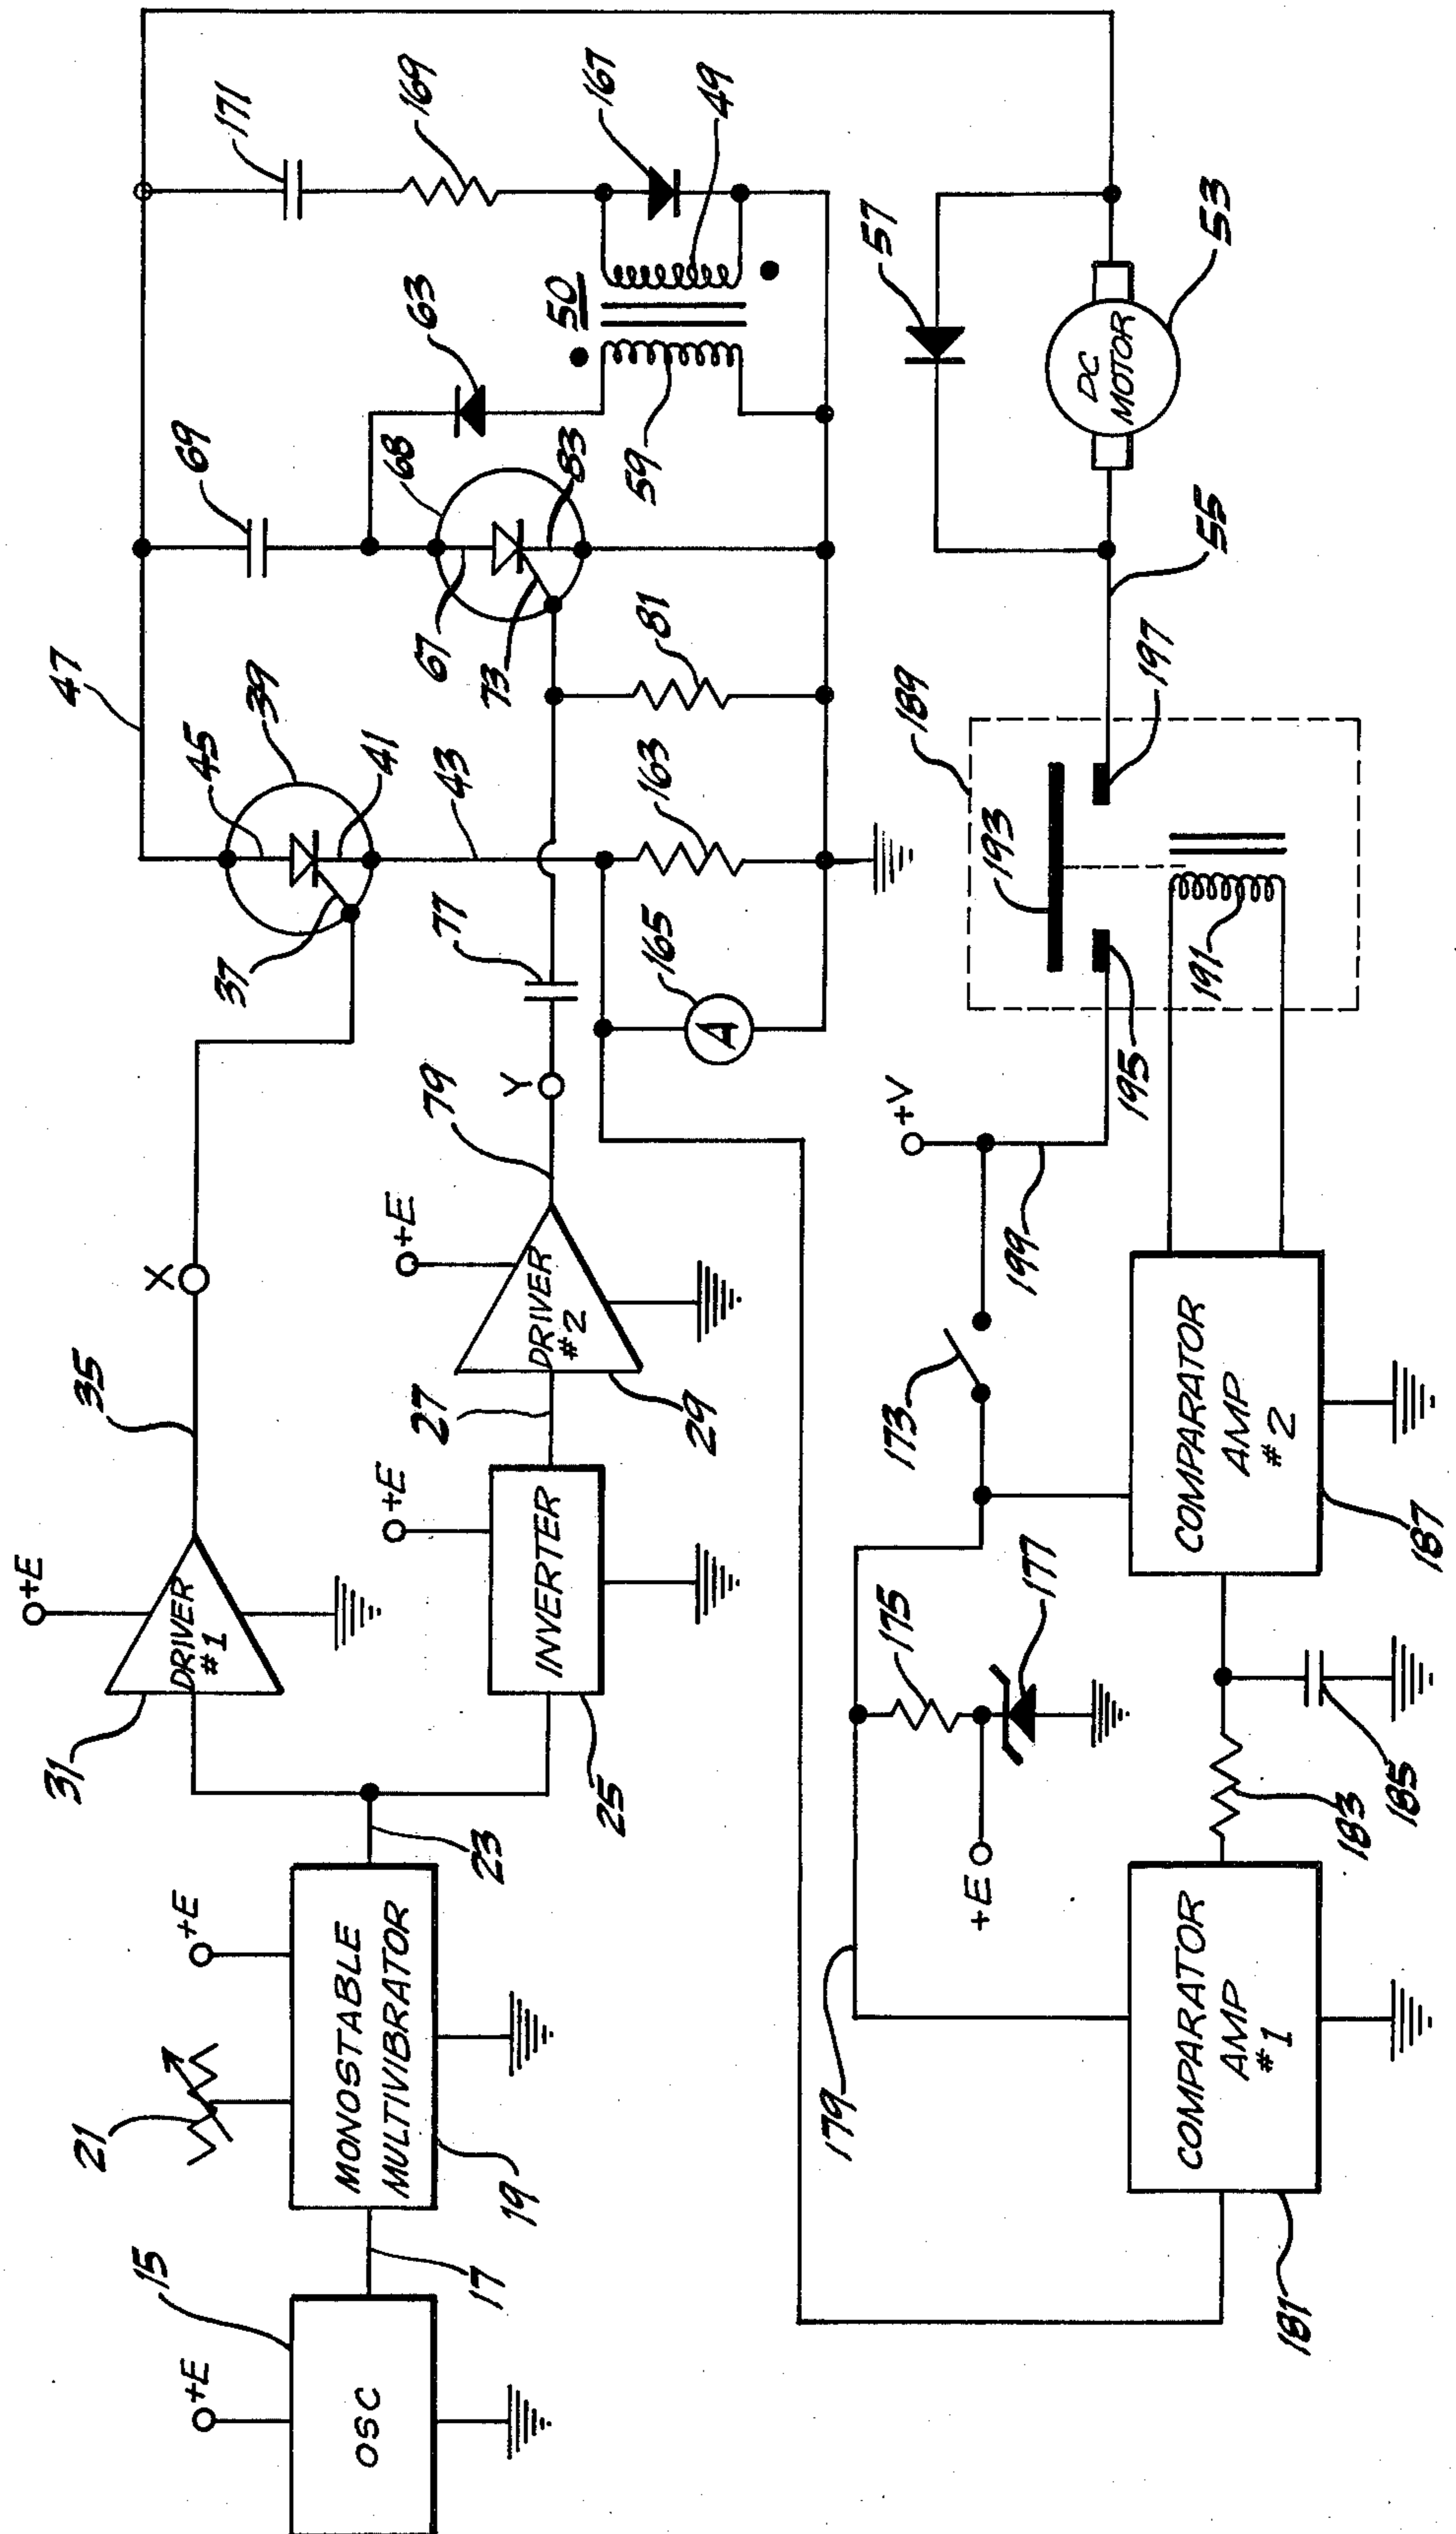 +E
15
OSC
17
21
+E
MONOSTABLE
MULTIVIBRATOR
19
23
+E
31
DRIVER
#1
35
X
+E
INVERTER
25
27
+E
DRIVER
#2
29
79
Y
77
37
45
41
39
47
43
165
A
163
81
69
68
67
73
83
63
59
50
171
169
167
49
57
DC
MOTOR
53
55
189
193
197
195
191
+V
199
173
175
177
+E
179
COMPARATOR
AMP
#1
181
183
185
COMPARATOR
AMP
#2
187